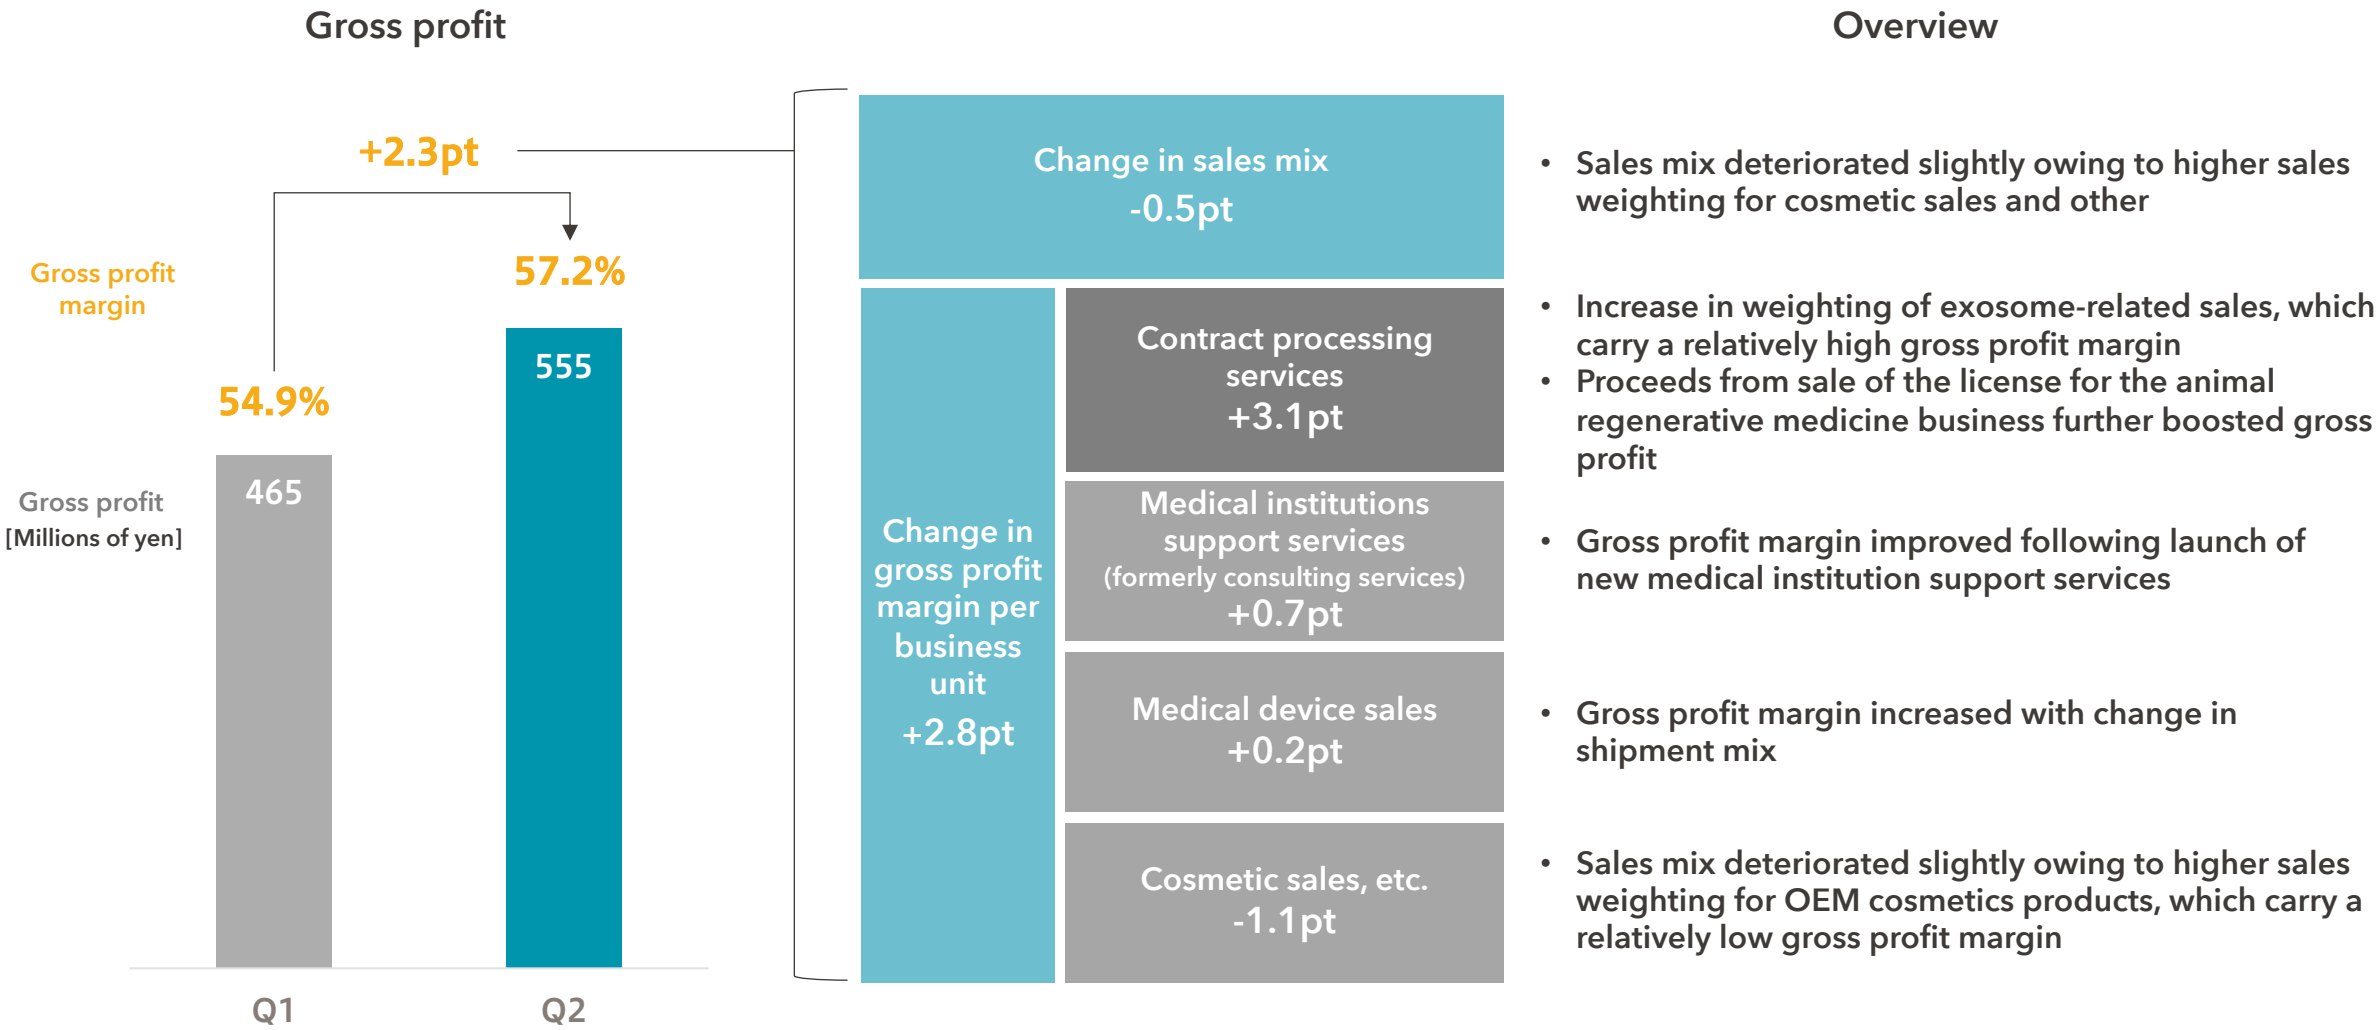 Gross profit
Overview
+2.3pt
Gross profit
margin
57.2%
555
54.9%
465
Gross profit
[Millions of yen]
Q1
Q2
Change in sales mix
-0.5pt
Change in
gross profit
margin per
business
unit
+2.8pt
Contract processing
services
+3.1pt
Medical institutions
support services
(formerly consulting services)
+0.7pt
Medical device sales
+0.2pt
Cosmetic sales, etc.
-1.1pt
• Sales mix deteriorated slightly owing to higher sales
weighting for cosmetic sales and other
• Increase in weighting of exosome-related sales, which
carry a relatively high gross profit margin
• Proceeds from sale of the license for the animal
regenerative medicine business further boosted gross
profit
• Gross profit margin improved following launch of
new medical institution support services
• Gross profit margin increased with change in
shipment mix
• Sales mix deteriorated slightly owing to higher sales
weighting for OEM cosmetics products, which carry a
relatively low gross profit margin